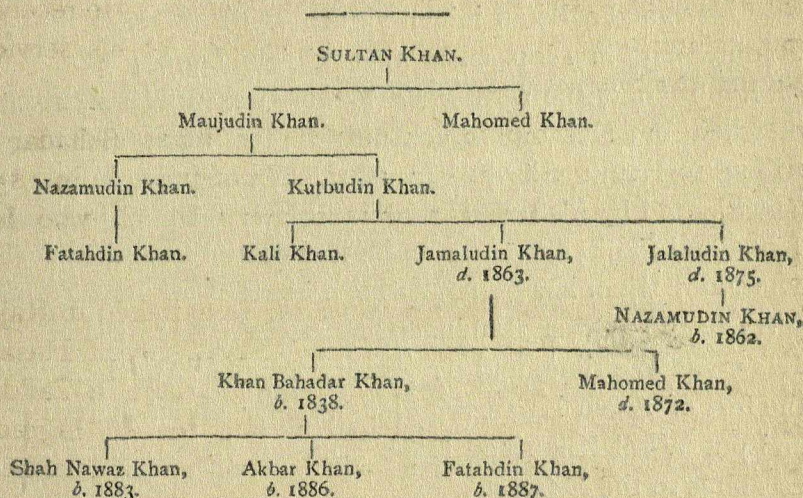 SULTAN KHAN.
Maujudin Khan. Mahomed Khan.
Nazamudin Khan. Kutbudin Khan.
Fatahdin Khan. Kali Khan. Jamaludin Khan, Jalaludin Khan,
d. 1863. d. 1875.
NAZAMUDIN KHAN,
b. 1862.
Khan Bahadar Khan, Mahomed Khan,
b. 1838. d. 1872.
Shah Nawaz Khan, Akbar Khan, Fatahdin Khan,
b. 1883. b. 1886. b. 1887.